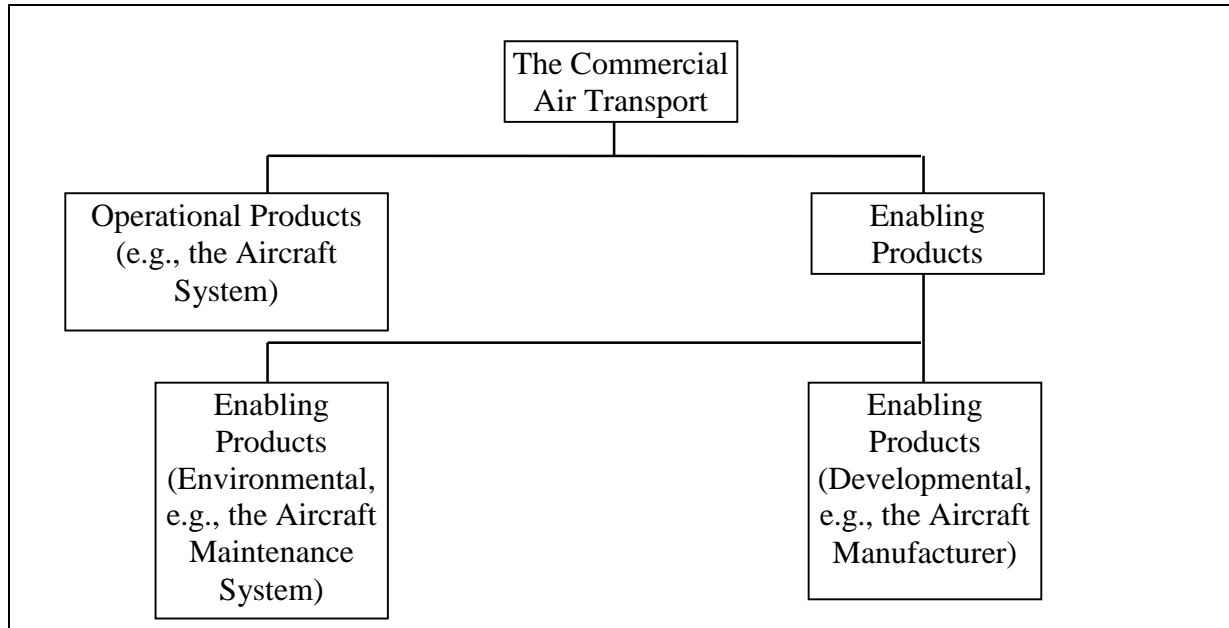 The Commercial
Air Transport
Operational Products
(e.g., the Aircraft
System)
Enabling
Products
Enabling
Products
(Environmental,
e.g., the Aircraft
Maintenance
System)
Enabling
Products
(Developmental,
e.g., the Aircraft
Manufacturer)